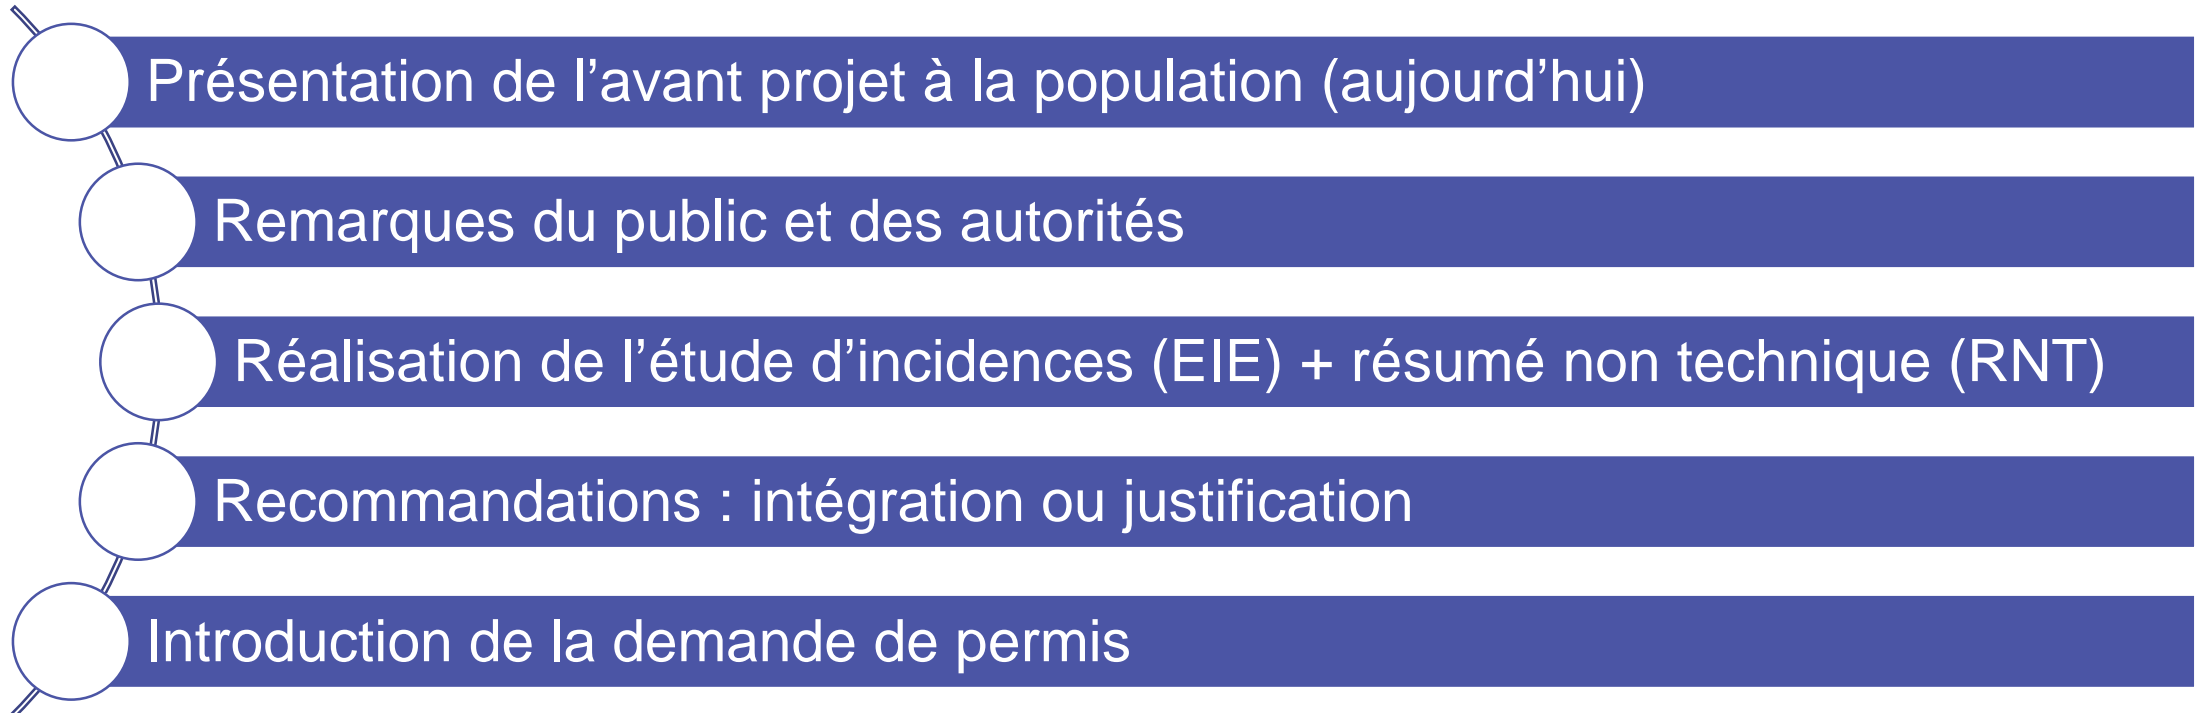 Présentation de l’avant projet à la population (aujourd’hui)
Remarques du public et des autorités
Réalisation de l’étude d’incidences (EIE) + résumé non technique (RNT)
Recommandations : intégration ou justification
Introduction de la demande de permis